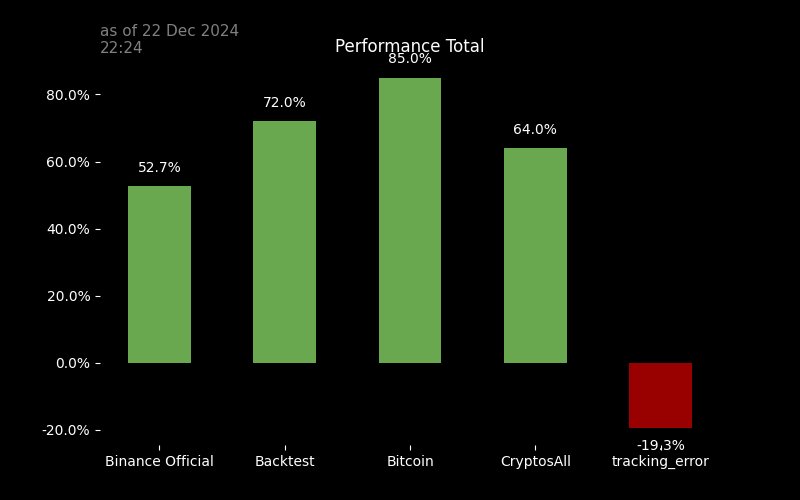 as of 22 Dec 2024
22:24
Performance Total
85.0%
80.0%
72.0%
64.0%
60.0%
52.7%
40.0%
20.0%
0.0%
-20.0%
-19.3%
Binance Official
Backtest
Bitcoin
CryptosAll
tracking_error